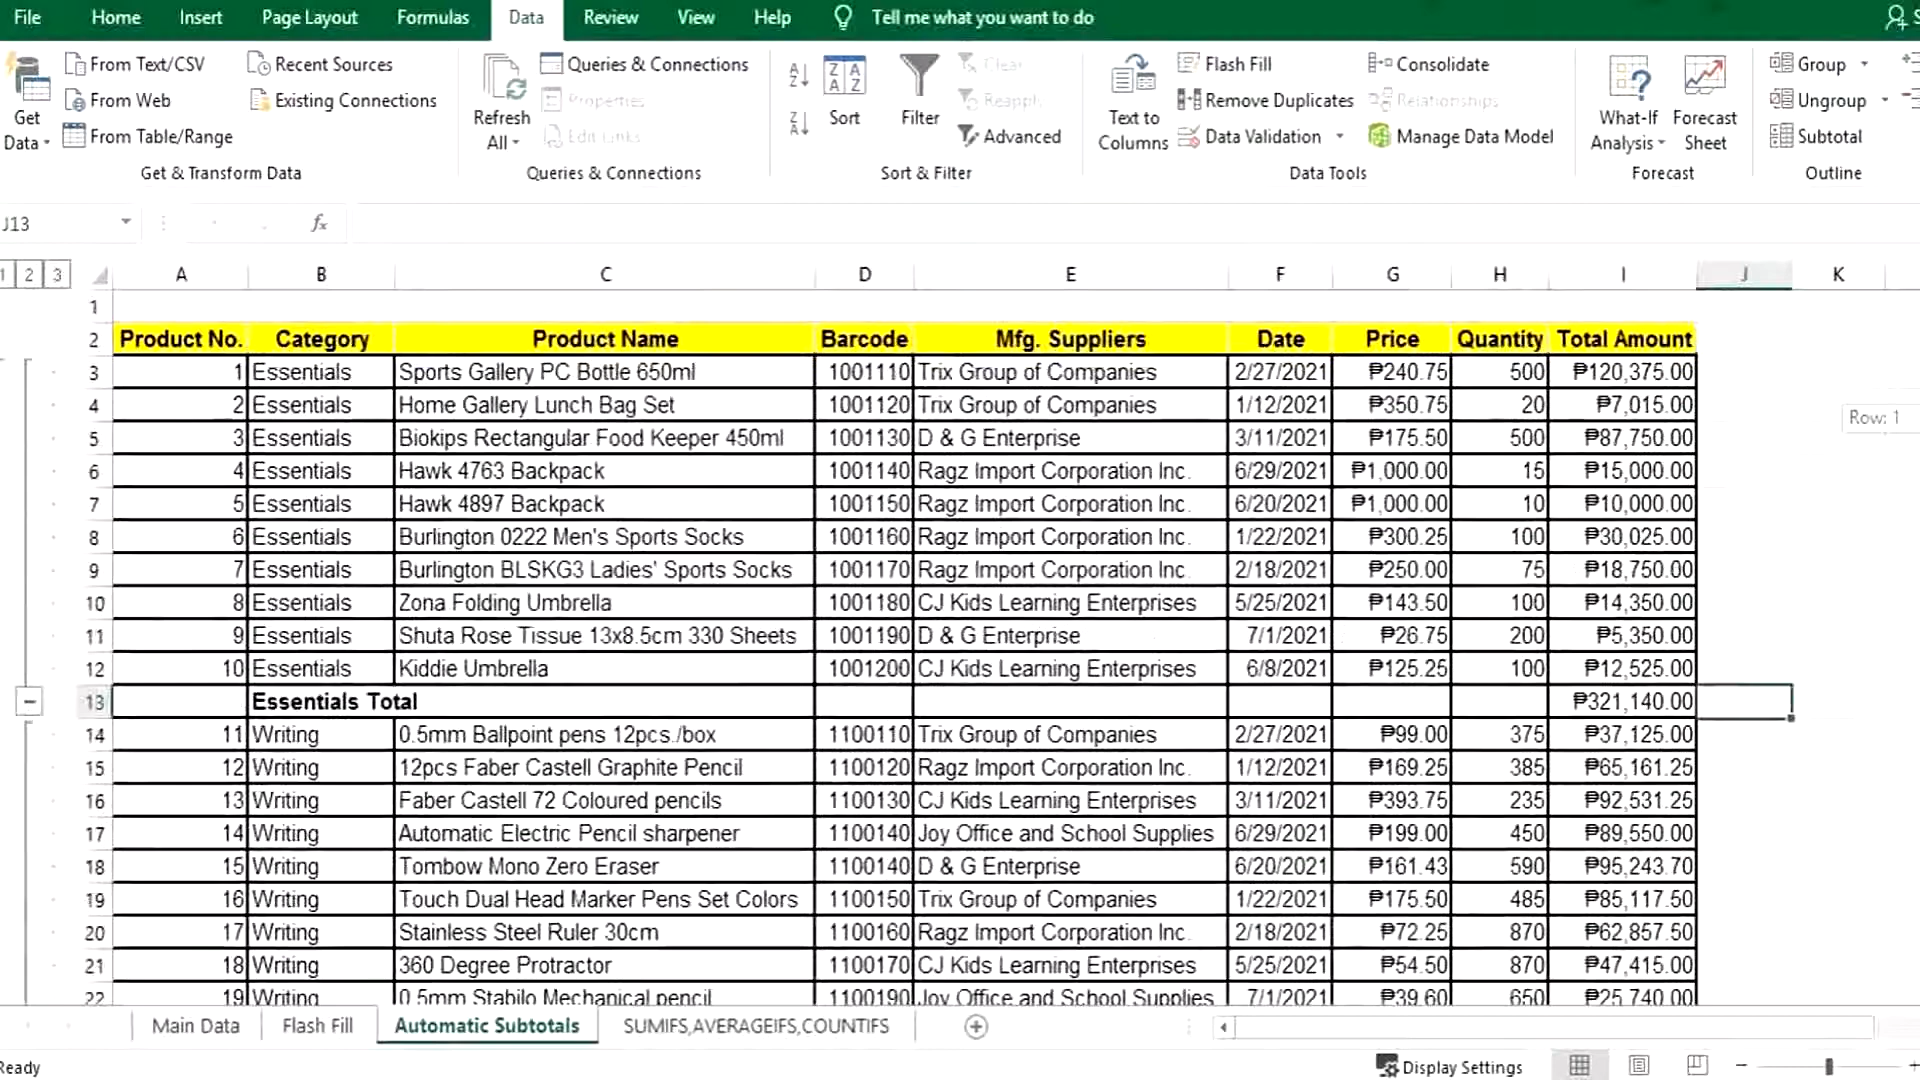 File Home Insert Page Layout Formulas Data Review View Help Tell me what you want to do
From Text/CSV Recent Sources Queries & Connections Clear Flash Fill Consolidate Group
From Web Existing Connections Properties Reapply Remove Duplicates Relationships Ungroup
Get Data From Table/Range Refresh All Edit Links Sort Filter Advanced Text to Columns Data Validation Manage Data Model What-If Analysis Forecast Sheet Subtotal
Get & Transform Data Queries & Connections Sort & Filter Data Tools Forecast Outline
J13 fx
1 2 3 A B C D E F G H I J K
1
2 Product No. Category Product Name Barcode Mfg. Suppliers Date Price Quantity Total Amount
3 1 Essentials Sports Gallery PC Bottle 650ml 1001110 Trix Group of Companies 2/27/2021 ₱240.75 500 ₱120,375.00
4 2 Essentials Home Gallery Lunch Bag Set 1001120 Trix Group of Companies 1/12/2021 ₱350.75 20 ₱7,015.00
Row: 1
5 3 Essentials Biokips Rectangular Food Keeper 450ml 1001130 D & G Enterprise 3/11/2021 ₱175.50 500 ₱87,750.00
6 4 Essentials Hawk 4763 Backpack 1001140 Ragz Import Corporation Inc. 6/29/2021 ₱1,000.00 15 ₱15,000.00
7 5 Essentials Hawk 4897 Backpack 1001150 Ragz Import Corporation Inc. 6/20/2021 ₱1,000.00 10 ₱10,000.00
8 6 Essentials Burlington 0222 Men's Sports Socks 1001160 Ragz Import Corporation Inc. 1/22/2021 ₱300.25 100 ₱30,025.00
9 7 Essentials Burlington BLSKG3 Ladies' Sports Socks 1001170 Ragz Import Corporation Inc. 2/18/2021 ₱250.00 75 ₱18,750.00
10 8 Essentials Zona Folding Umbrella 1001180 CJ Kids Learning Enterprises 5/25/2021 ₱143.50 100 ₱14,350.00
11 9 Essentials Shuta Rose Tissue 13x8.5cm 330 Sheets 1001190 D & G Enterprise 7/1/2021 ₱26.75 200 ₱5,350.00
12 10 Essentials Kiddie Umbrella 1001200 CJ Kids Learning Enterprises 6/8/2021 ₱125.25 100 ₱12,525.00
13 Essentials Total ₱321,140.00
14 11 Writing 0.5mm Ballpoint pens 12pcs./box 1100110 Trix Group of Companies 2/27/2021 ₱99.00 375 ₱37,125.00
15 12 Writing 12pcs Faber Castell Graphite Pencil 1100120 Ragz Import Corporation Inc. 1/12/2021 ₱169.25 385 ₱65,161.25
16 13 Writing Faber Castell 72 Coloured pencils 1100130 CJ Kids Learning Enterprises 3/11/2021 ₱393.75 235 ₱92,531.25
17 14 Writing Automatic Electric Pencil sharpener 1100140 Joy Office and School Supplies 6/29/2021 ₱199.00 450 ₱89,550.00
18 15 Writing Tombow Mono Zero Eraser 1100140 D & G Enterprise 6/20/2021 ₱161.43 590 ₱95,243.70
19 16 Writing Touch Dual Head Marker Pens Set Colors 1100150 Trix Group of Companies 1/22/2021 ₱175.50 485 ₱85,117.50
20 17 Writing Stainless Steel Ruler 30cm 1100160 Ragz Import Corporation Inc. 2/18/2021 ₱72.25 870 ₱62,857.50
21 18 Writing 360 Degree Protractor 1100170 CJ Kids Learning Enterprises 5/25/2021 ₱54.50 870 ₱47,415.00
22 19 Writing 0.5mm Stabilo Mechanical pencil 1100190 Joy Office and School Supplies 7/1/2021 ₱39.60 650 ₱25,740.00
Main Data Flash Fill Automatic Subtotals SUMIFS,AVERAGEIFS,COUNTIFS
Ready Display Settings